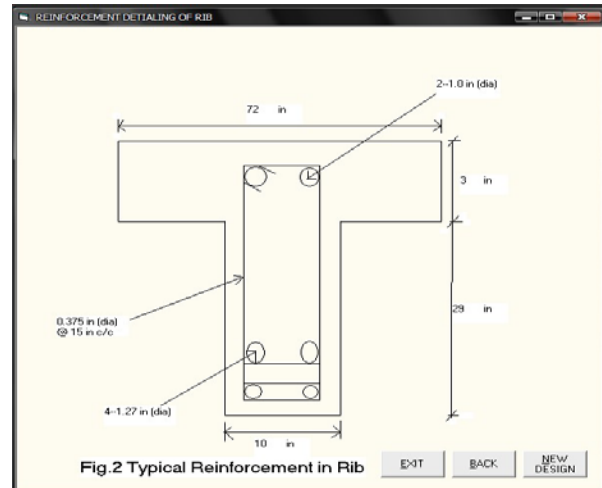 REINFORCEMENT DETIALING OF RIB
2--1.0 in (dia)
72 in
3 in
0.375 in (dia)
@ 15 in c/c
29 in
4--1.27 in (dia)
10 in
Fig.2 Typical Reinforcement in Rib
EXIT
BACK
NEW
DESIGN